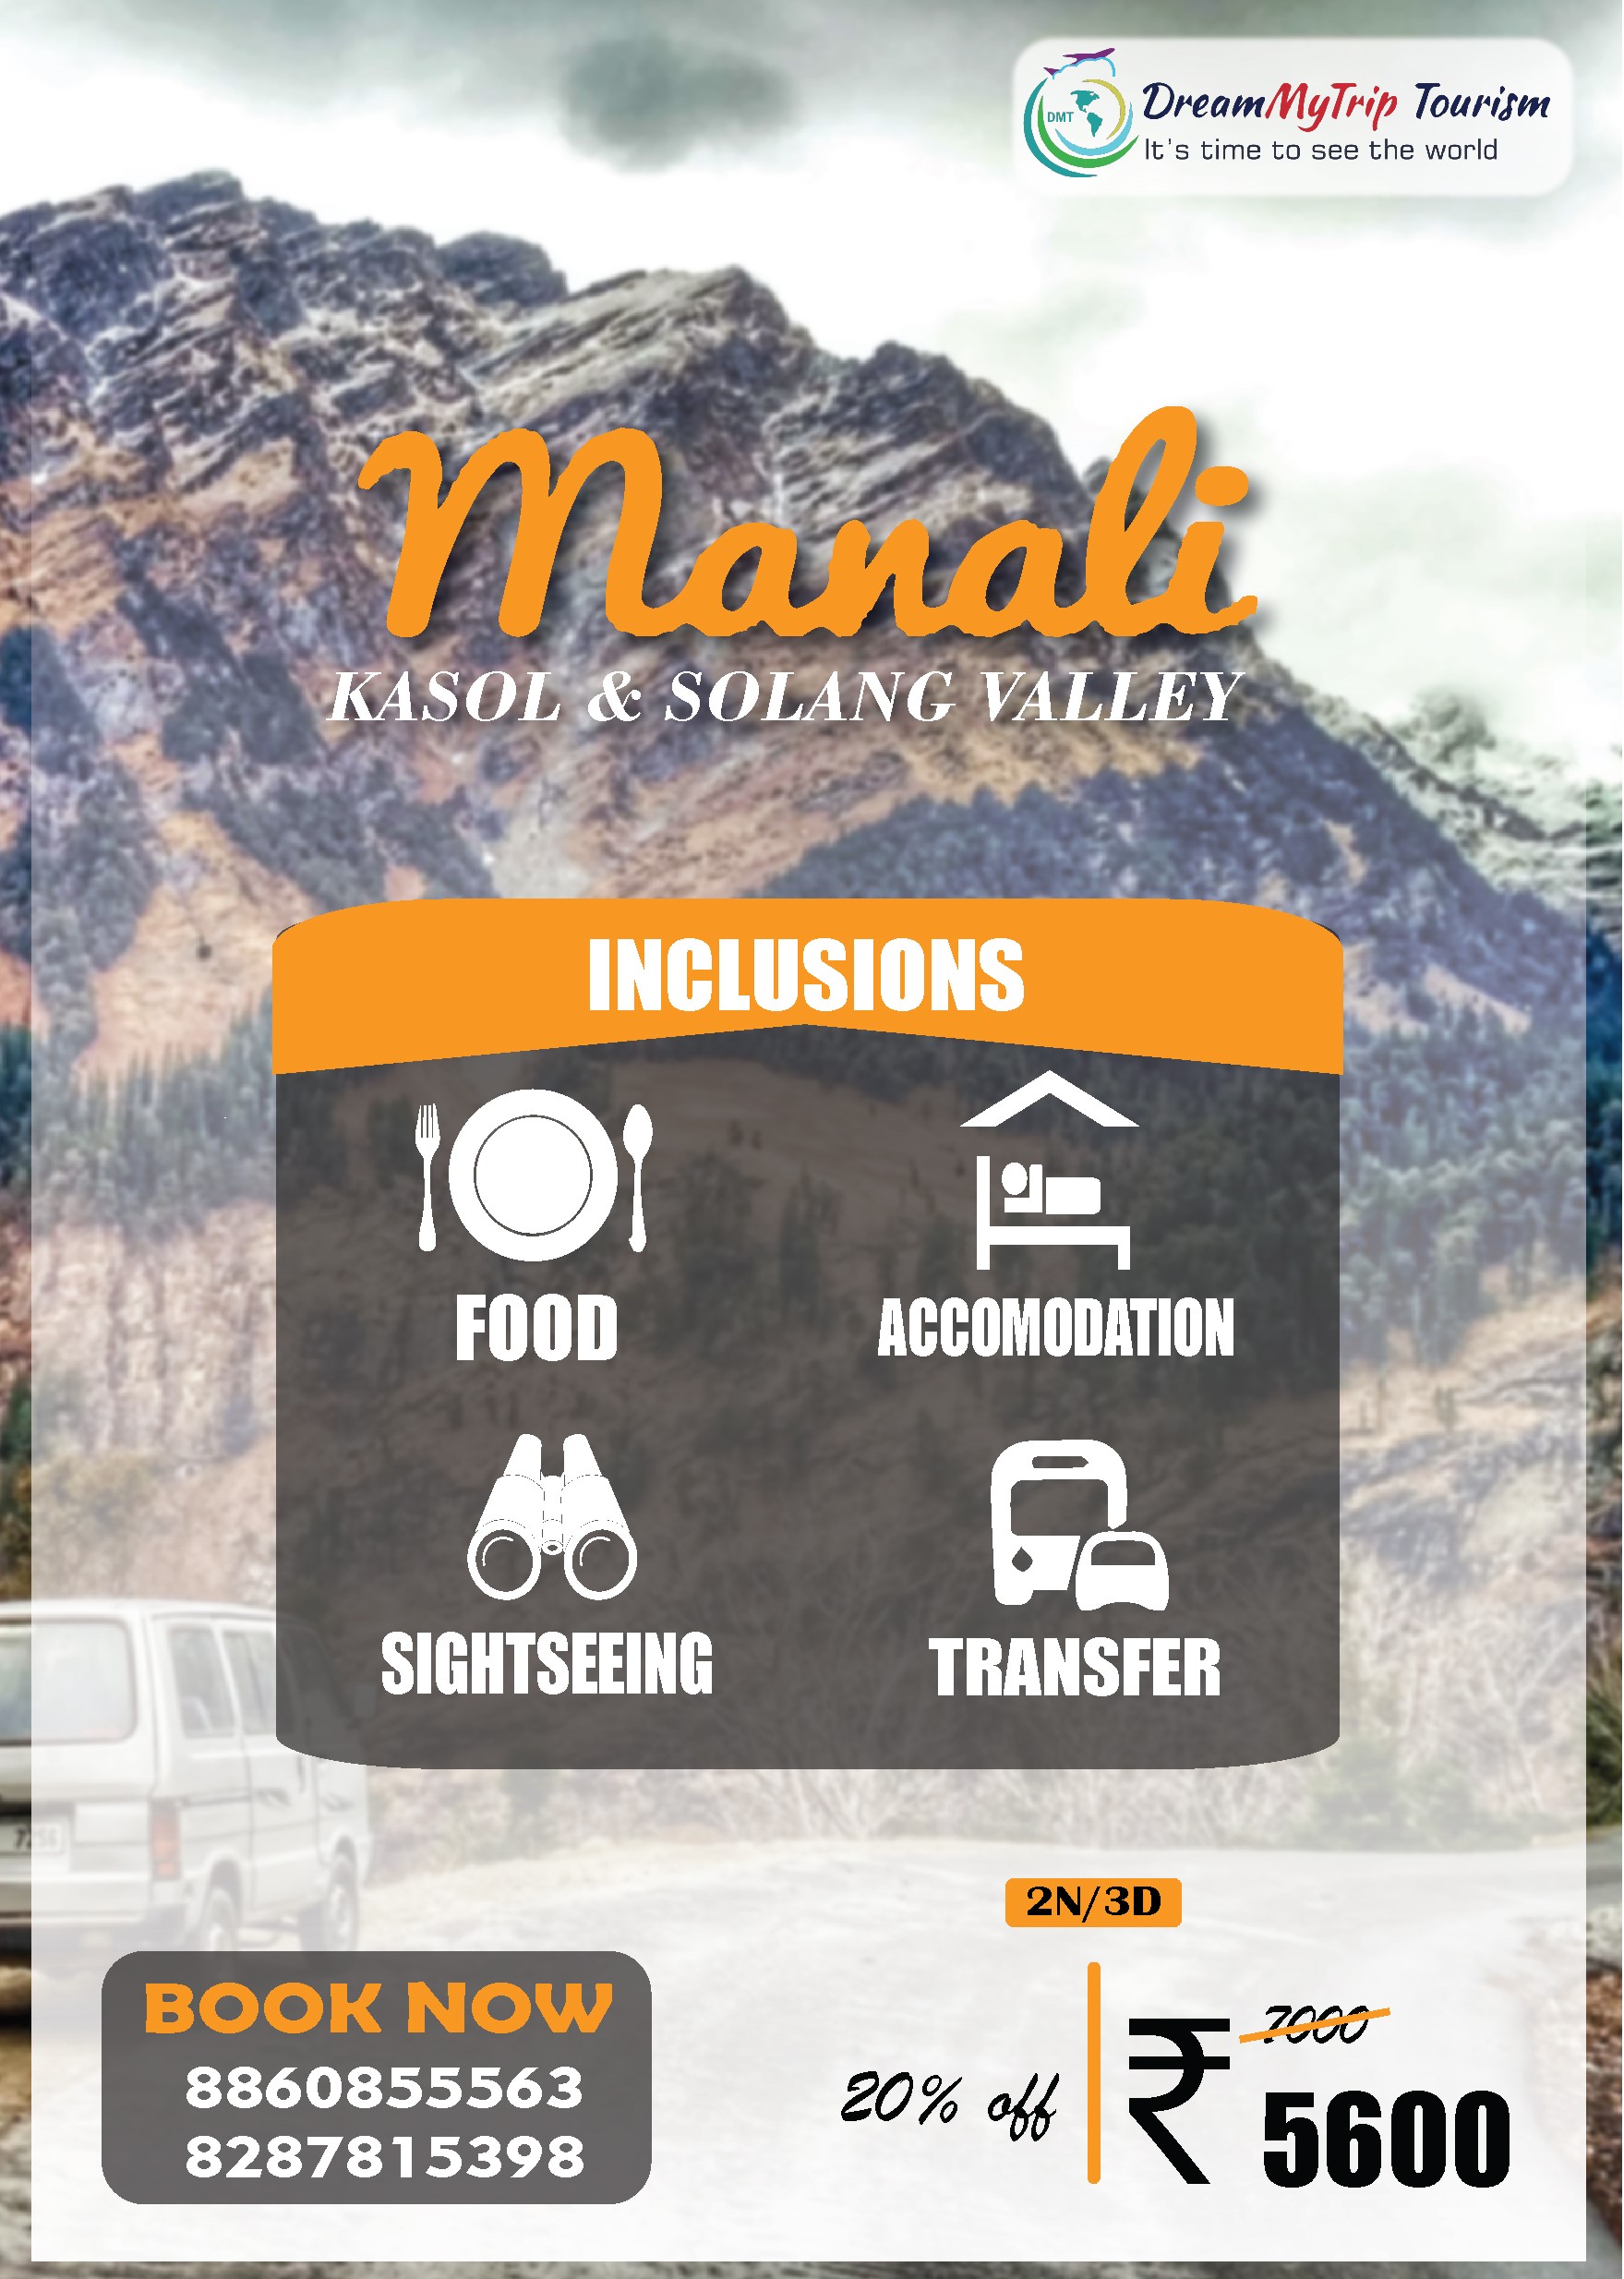 DMT
DreamMyTrip Tourism
It's time to see the world
Manali
KASOL & SOLANG VALLEY
INCLUSIONS
FOOD
ACCOMODATION
SIGHTSEEING
TRANSFER
2N/3D
BOOK NOW
8860855563
8287815398
20% off
₹ 7000
5600